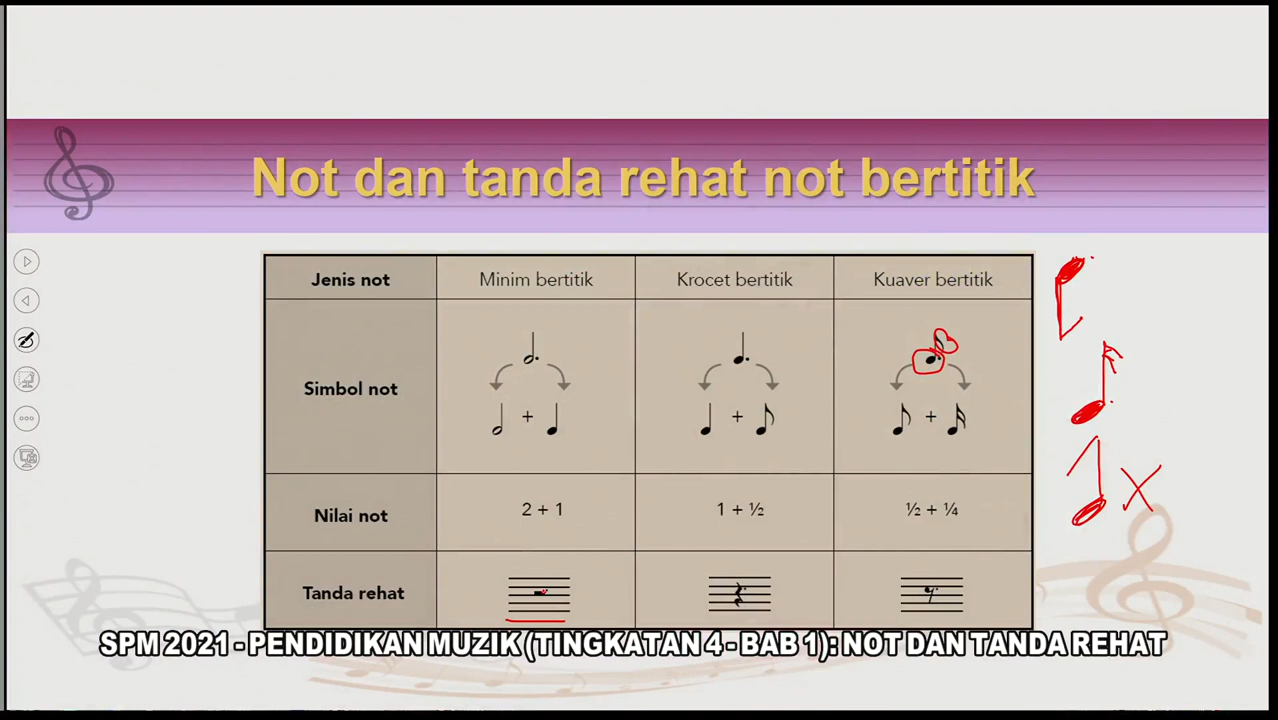 Not dan tanda rehat not bertitik
Jenis not
Minim bertitik
Krocet bertitik
Kuaver bertitik
Simbol not
+
+
+
Nilai not
2 + 1
1 + ½
½ + ¼
Tanda rehat
SPM 2021 - PENDIDIKAN MUZIK (TINGKATAN 4 - BAB 1): NOT DAN TANDA REHAT